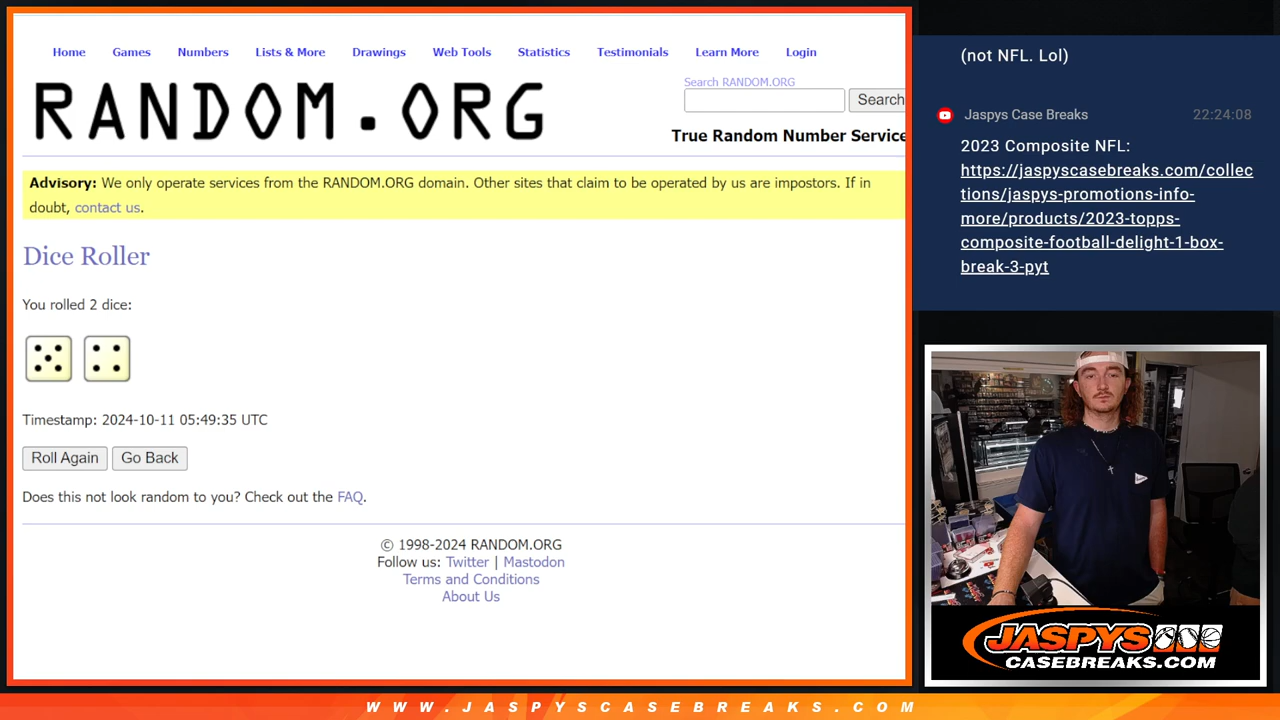 Home Games Numbers Lists & More Drawings Web Tools Statistics Testimonials Learn More Login
RANDOM.ORG
Search RANDOM.ORG
Search
True Random Number Service
Advisory: We only operate services from the RANDOM.ORG domain. Other sites that claim to be operated by us are impostors. If in
doubt, contact us.
Dice Roller
You rolled 2 dice:
Timestamp: 2024-10-11 05:49:35 UTC
Roll Again Go Back
Does this not look random to you? Check out the FAQ.
© 1998-2024 RANDOM.ORG
Follow us: Twitter | Mastodon
Terms and Conditions
About Us
(not NFL. Lol)
Jaspys Case Breaks 22:24:08
2023 Composite NFL:
https://jaspyscasebreaks.com/collec
tions/jaspys-promotions-info-
more/products/2023-topps-
composite-football-delight-1-box-
break-3-pyt
JASPYS
CASEBREAKS.COM
WWW.JASPYSCASEBREAKS.COM